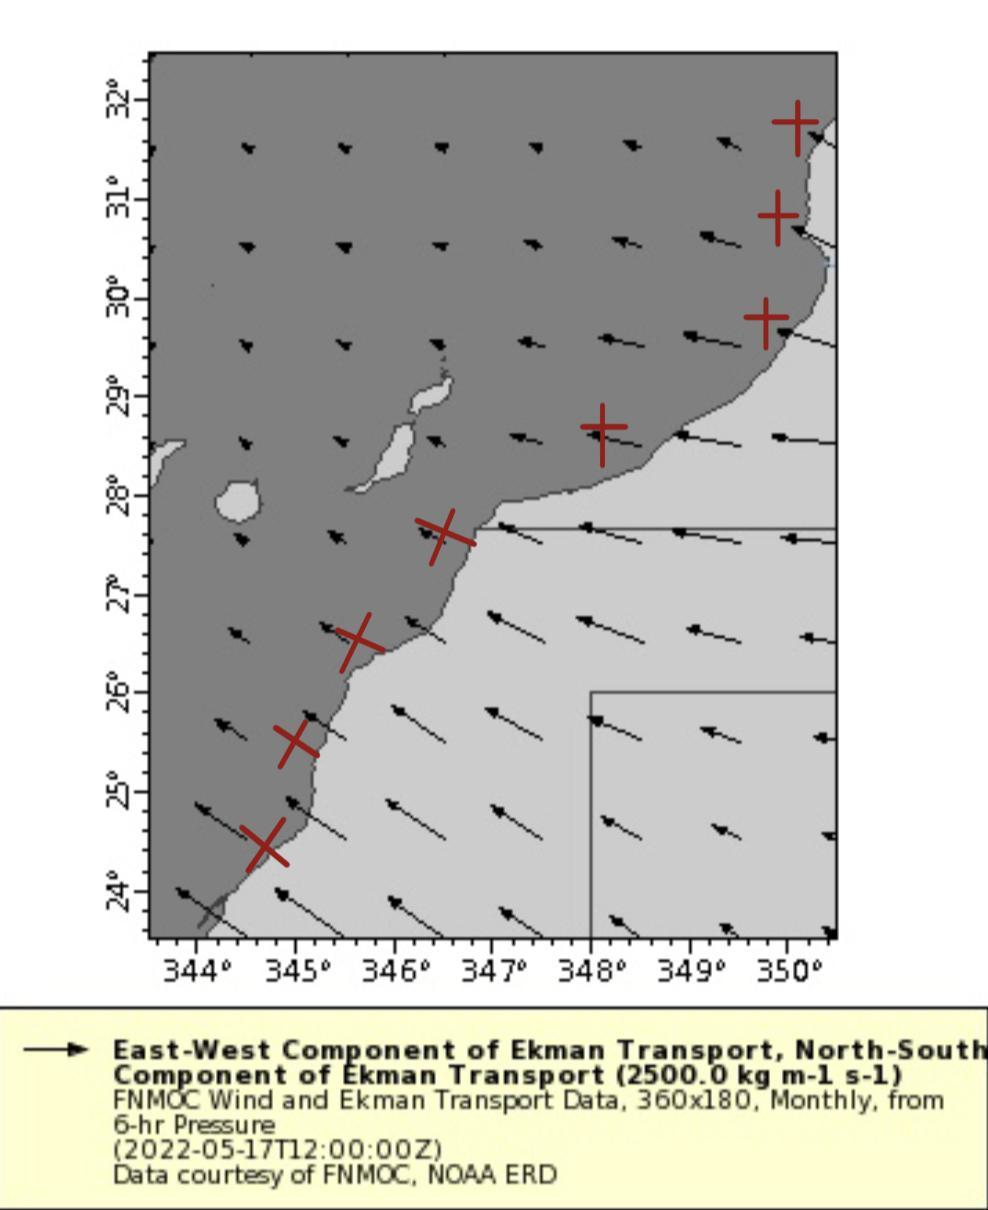 32°
31°
30°
29°
28°
27°
26°
25°
24°
344° 345° 346° 347° 348° 349° 350°
East-West Component of Ekman Transport, North-South
Component of Ekman Transport (2500.0 kg m-1 s-1)
FNMOC Wind and Ekman Transport Data, 360x180, Monthly, from
6-hr Pressure
(2022-05-17T12:00:00Z)
Data courtesy of FNMOC, NOAA ERD